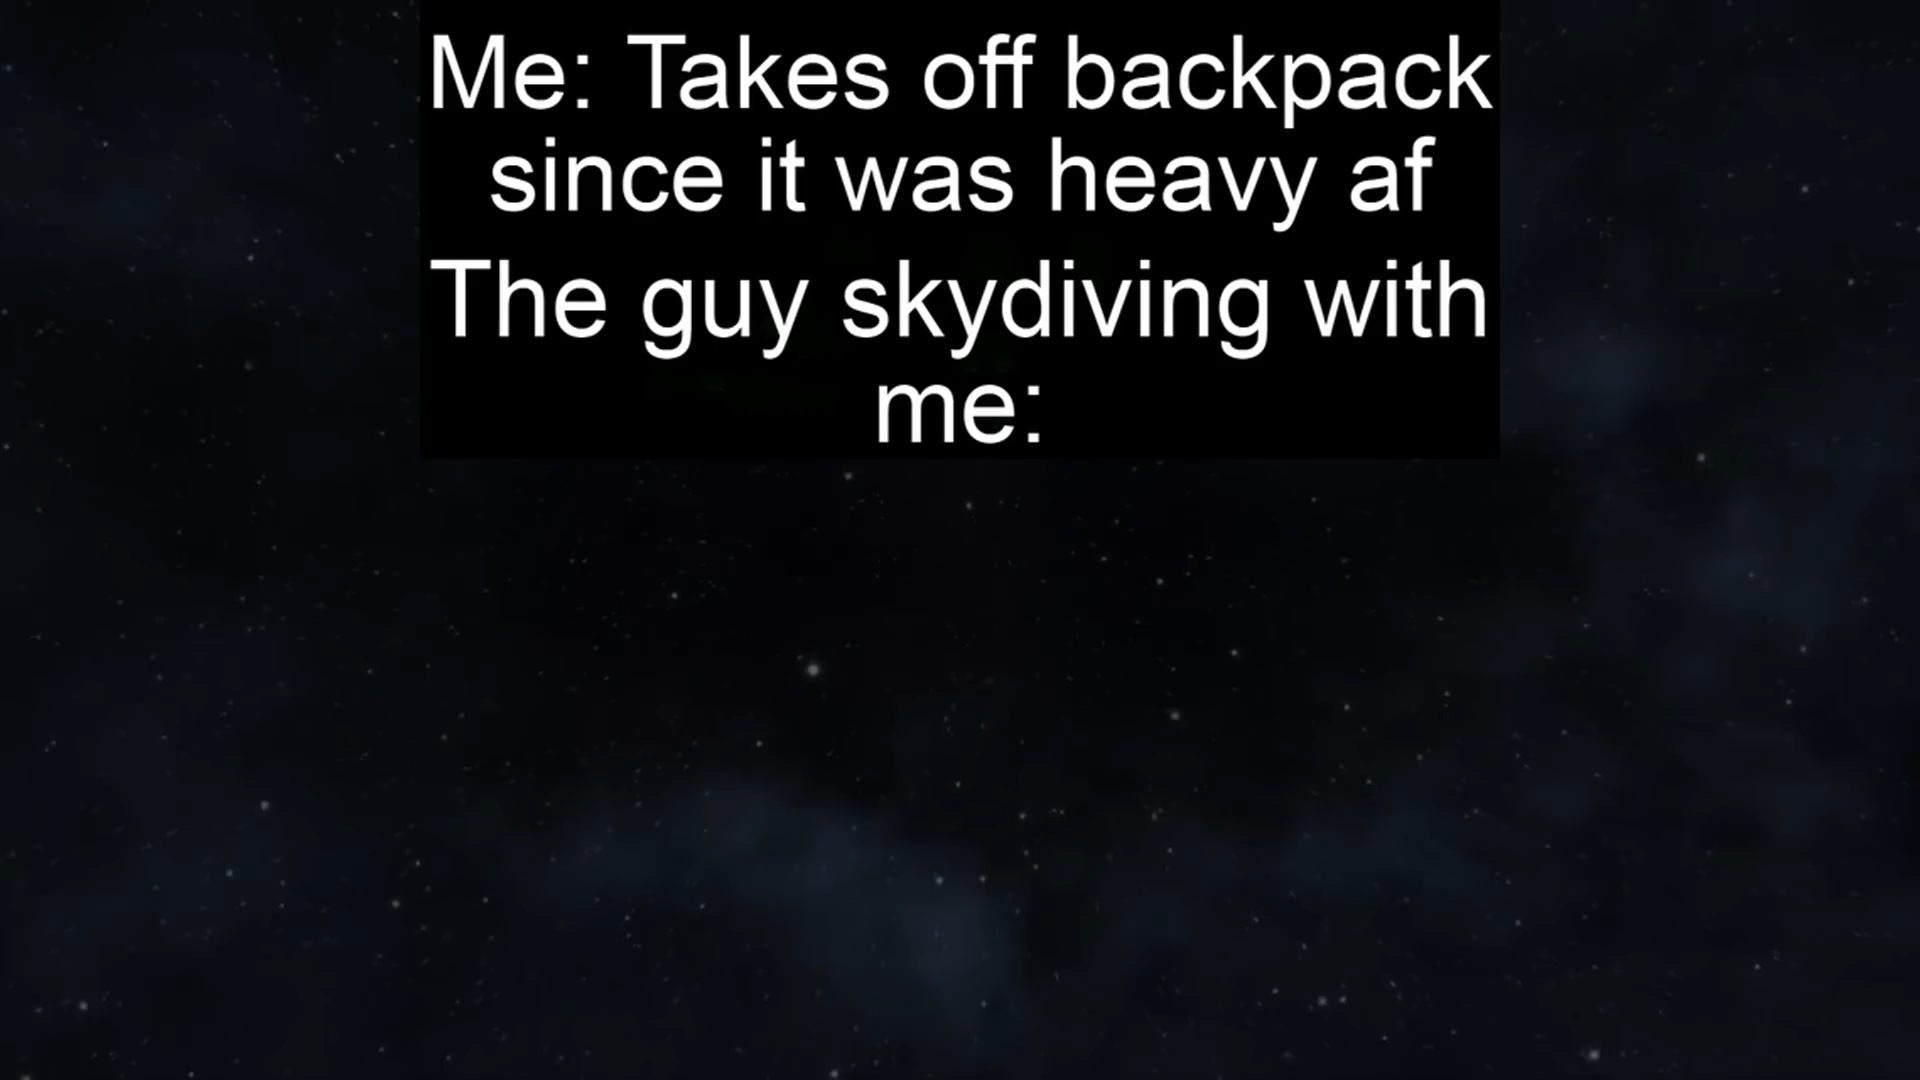 Me: Takes off backpack
since it was heavy af
The guy skydiving with
me: